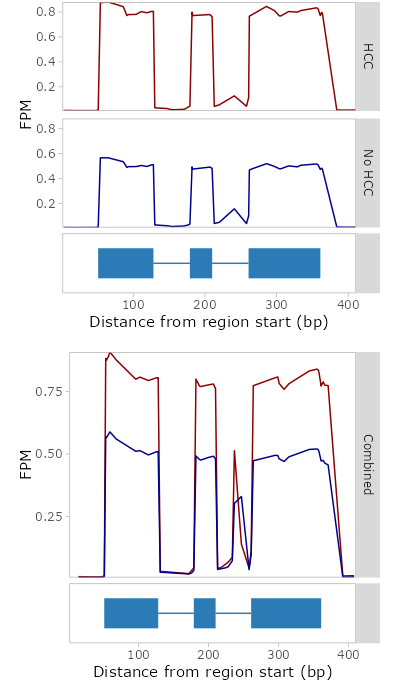 0.8
0.6
0.4
0.2
HCC
FPM
0.8
0.6
0.4
0.2
No HCC
100 200 300 400
Distance from region start (bp)
0.75
0.50
0.25
FPM
Combined
100 200 300 400
Distance from region start (bp)